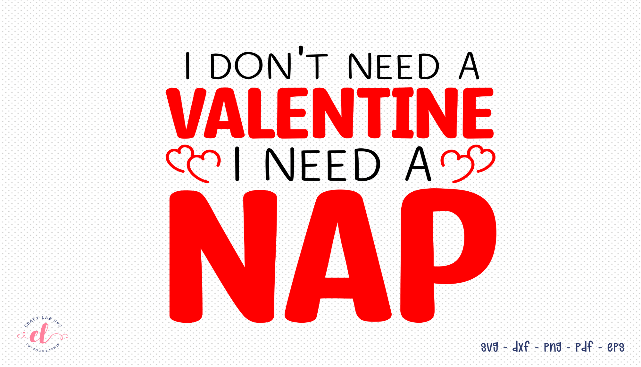 I DON'T NEED A
VALENTINE
I NEED A
NAP
svg - dxf - png - pdf - eps